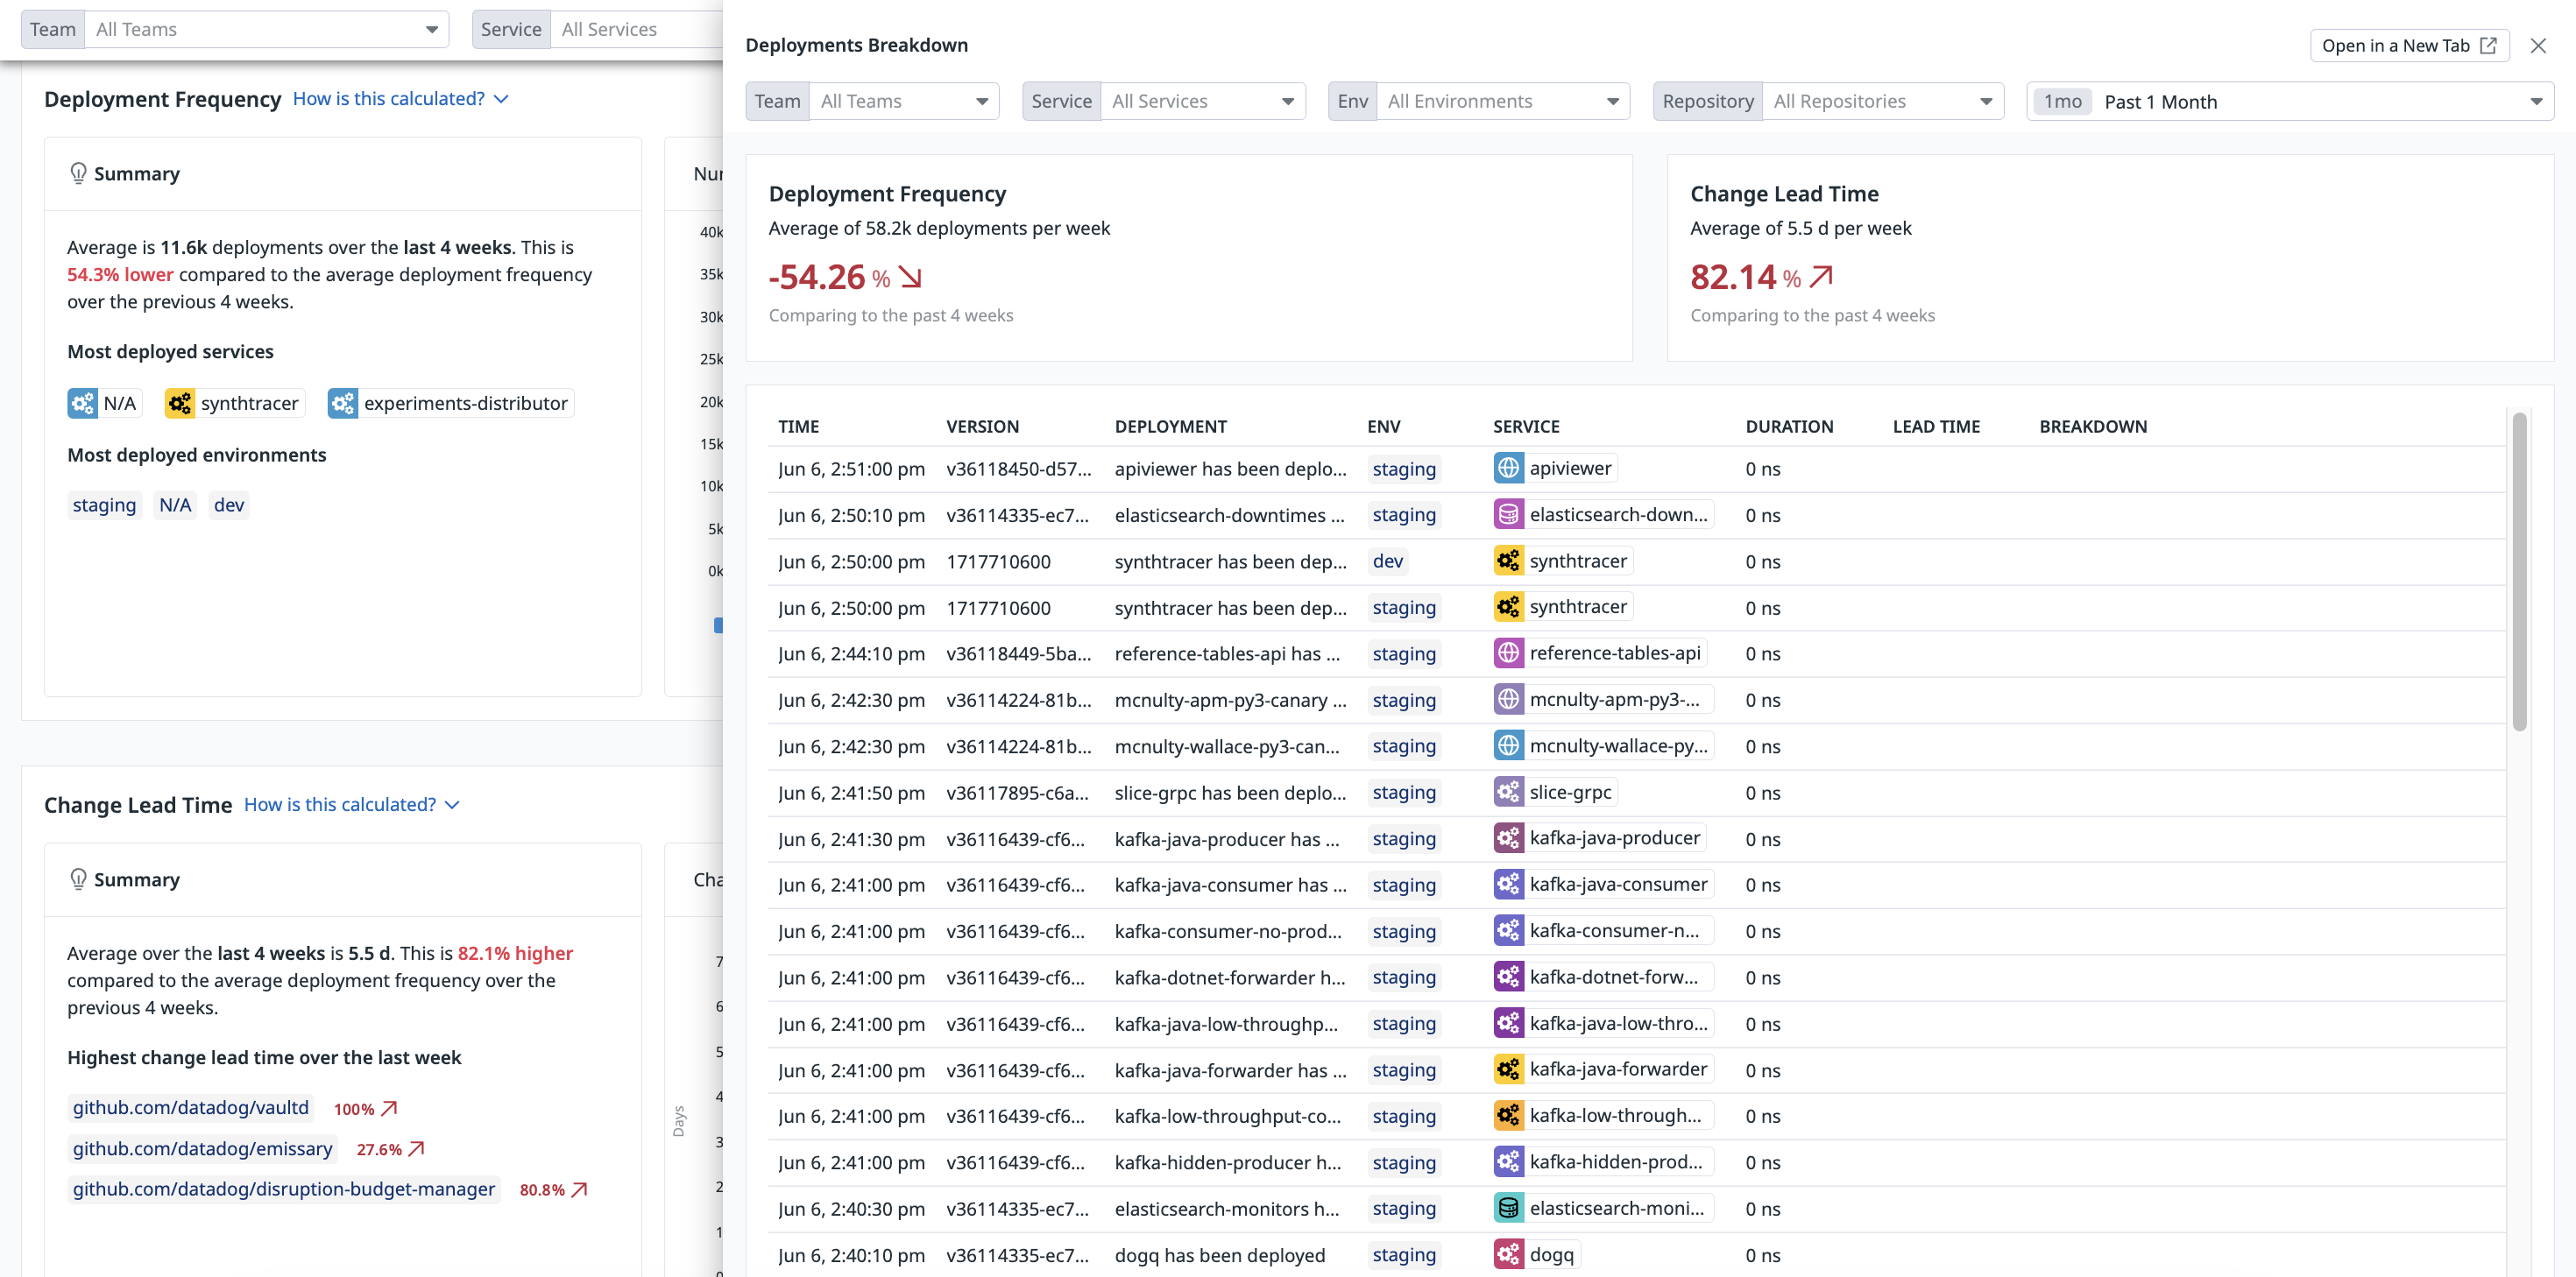 Team All Teams
Service All Services
Deployment Frequency How is this calculated?
Summary
Average is 11.6k deployments over the last 4 weeks. This is
54.3% lower compared to the average deployment frequency
over the previous 4 weeks.
Most deployed services
N/A synthtracer experiments-distributor
Most deployed environments
staging N/A dev
40k
35k
30k
25k
20k
15k
10k
5k
0k
Change Lead Time How is this calculated?
Summary
Average over the last 4 weeks is 5.5 d. This is 82.1% higher
compared to the average deployment frequency over the
previous 4 weeks.
Highest change lead time over the last week
github.com/datadog/vaultd 100%
github.com/datadog/emissary 27.6%
github.com/datadog/disruption-budget-manager 80.8%
7
6
5
4
3
2
1
Days
Deployments Breakdown
Open in a New Tab
Team All Teams Service All Services Env All Environments Repository All Repositories 1mo Past 1 Month
Deployment Frequency
Average of 58.2k deployments per week
-54.26 %
Comparing to the past 4 weeks
Change Lead Time
Average of 5.5 d per week
82.14 %
Comparing to the past 4 weeks
TIME VERSION DEPLOYMENT ENV SERVICE DURATION LEAD TIME BREAKDOWN
Jun 6, 2:51:00 pm v36118450-d57... apiviewer has been deplo... staging apiviewer 0 ns
Jun 6, 2:50:10 pm v36114335-ec7... elasticsearch-downtimes ... staging elasticsearch-down... 0 ns
Jun 6, 2:50:00 pm 1717710600 synthtracer has been dep... dev synthtracer 0 ns
Jun 6, 2:50:00 pm 1717710600 synthtracer has been dep... staging synthtracer 0 ns
Jun 6, 2:44:10 pm v36118449-5ba... reference-tables-api has ... staging reference-tables-api 0 ns
Jun 6, 2:42:30 pm v36114224-81b... mcnulty-apm-py3-canary ... staging mcnulty-apm-py3-... 0 ns
Jun 6, 2:42:30 pm v36114224-81b... mcnulty-wallace-py3-can... staging mcnulty-wallace-py... 0 ns
Jun 6, 2:41:50 pm v36117895-c6a... slice-grpc has been deplo... staging slice-grpc 0 ns
Jun 6, 2:41:30 pm v36116439-cf6... kafka-java-producer has ... staging kafka-java-producer 0 ns
Jun 6, 2:41:00 pm v36116439-cf6... kafka-java-consumer has ... staging kafka-java-consumer 0 ns
Jun 6, 2:41:00 pm v36116439-cf6... kafka-consumer-no-prod... staging kafka-consumer-n... 0 ns
Jun 6, 2:41:00 pm v36116439-cf6... kafka-dotnet-forwarder h... staging kafka-dotnet-forw... 0 ns
Jun 6, 2:41:00 pm v36116439-cf6... kafka-java-low-throughp... staging kafka-java-low-thro... 0 ns
Jun 6, 2:41:00 pm v36116439-cf6... kafka-java-forwarder has ... staging kafka-java-forwarder 0 ns
Jun 6, 2:41:00 pm v36116439-cf6... kafka-low-throughput-co... staging kafka-low-through... 0 ns
Jun 6, 2:41:00 pm v36116439-cf6... kafka-hidden-producer h... staging kafka-hidden-prod... 0 ns
Jun 6, 2:40:30 pm v36114335-ec7... elasticsearch-monitors h... staging elasticsearch-moni... 0 ns
Jun 6, 2:40:10 pm v36114335-ec7... dogq has been deployed staging dogq 0 ns